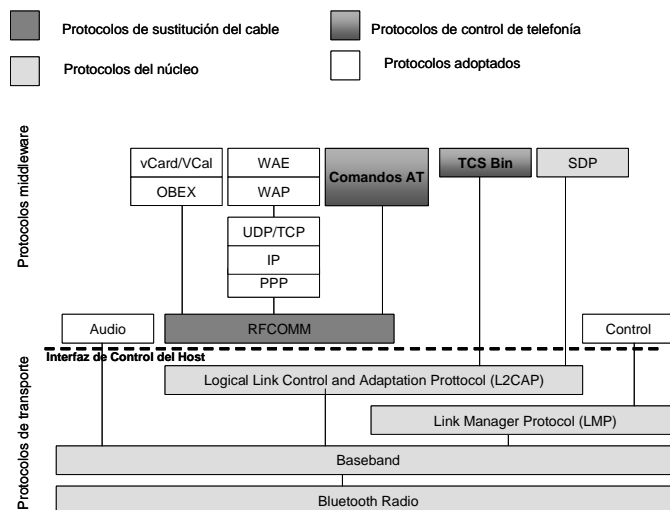 Protocolos de sustitución del cable
Protocolos de control de telefonía
Protocolos del núcleo
Protocolos adoptados
Protocolos middleware
vCard/VCal
OBEX
WAE
WAP
UDP/TCP
IP
PPP
Comandos AT
TCS Bin
SDP
Audio
RFCOMM
Control
Interfaz de Control del Host
Protocolos de transporte
Logical Link Control and Adaptation Prottocol (L2CAP)
Link Manager Protocol (LMP)
Baseband
Bluetooth Radio